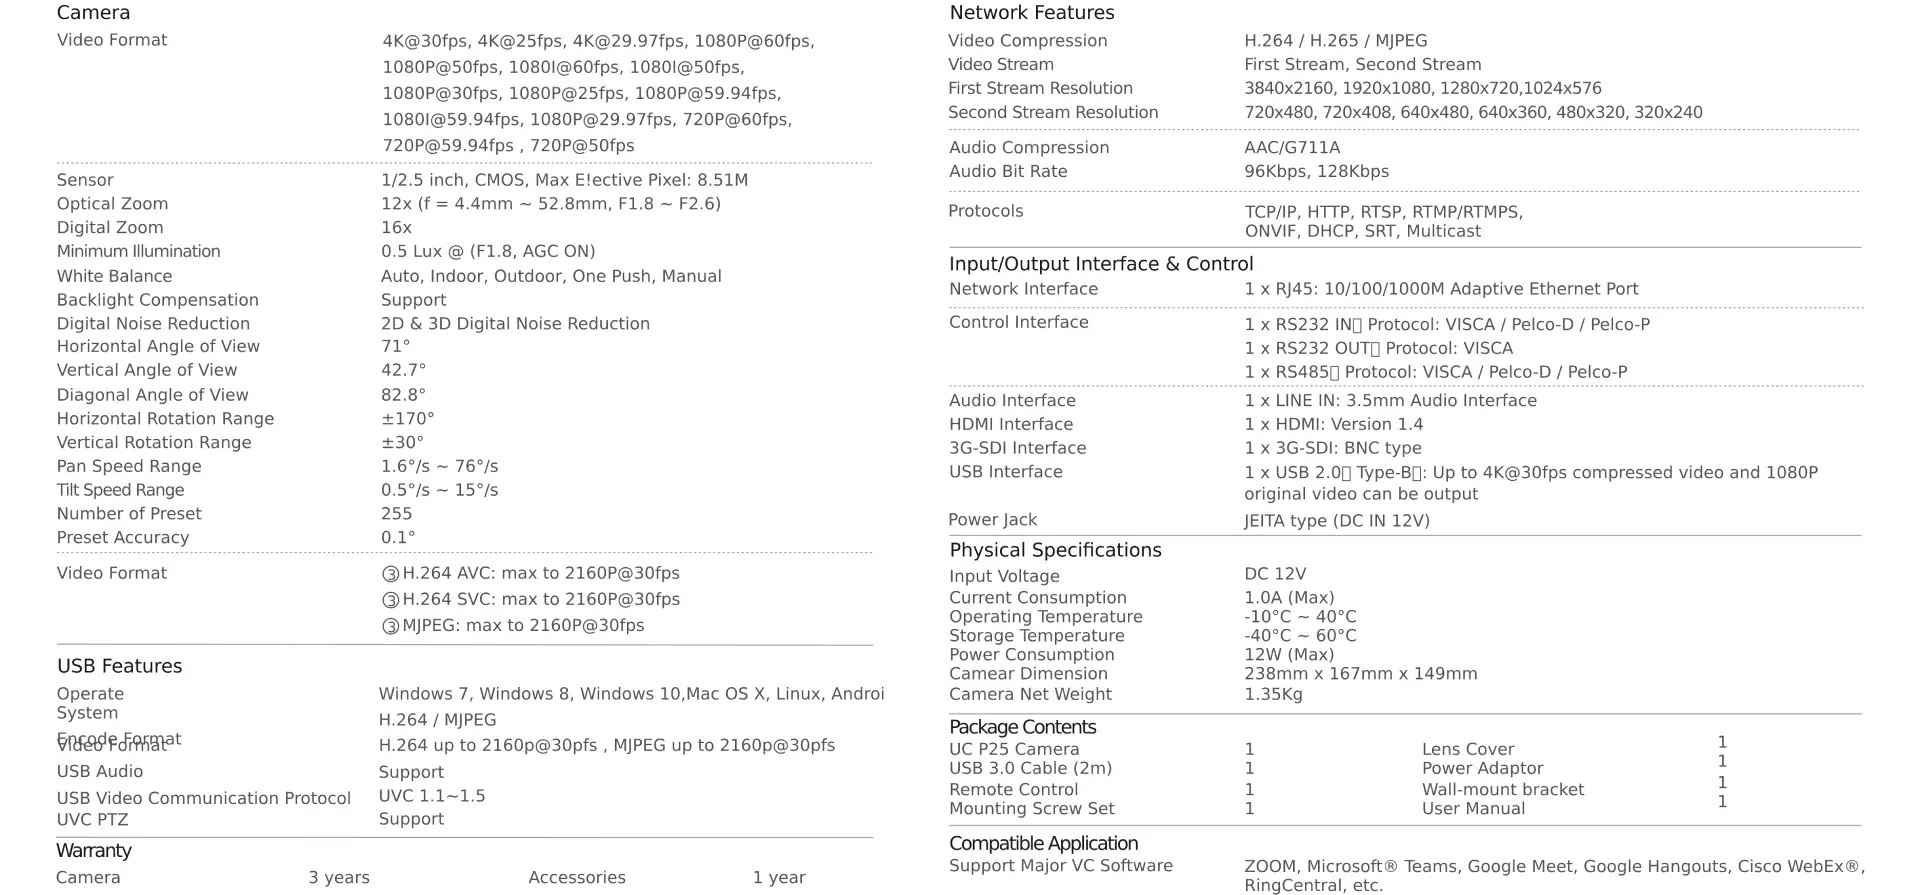 Camera
Video Format 4K@30fps, 4K@25fps, 4K@29.97fps, 1080P@60fps,
1080P@50fps, 1080I@60fps, 1080I@50fps,
1080P@30fps, 1080P@25fps, 1080P@59.94fps,
1080I@59.94fps, 1080P@29.97fps, 720P@60fps,
720P@59.94fps , 720P@50fps
Sensor 1/2.5 inch, CMOS, Max E!ective Pixel: 8.51M
Optical Zoom 12x (f = 4.4mm ~ 52.8mm, F1.8 ~ F2.6)
Digital Zoom 16x
Minimum Illumination 0.5 Lux @ (F1.8, AGC ON)
White Balance Auto, Indoor, Outdoor, One Push, Manual
Backlight Compensation Support
Digital Noise Reduction 2D & 3D Digital Noise Reduction
Horizontal Angle of View 71°
Vertical Angle of View 42.7°
Diagonal Angle of View 82.8°
Horizontal Rotation Range ±170°
Vertical Rotation Range ±30°
Pan Speed Range 1.6°/s ~ 76°/s
Tilt Speed Range 0.5°/s ~ 15°/s
Number of Preset 255
Preset Accuracy 0.1°
Video Format ③H.264 AVC: max to 2160P@30fps
③H.264 SVC: max to 2160P@30fps
③MJPEG: max to 2160P@30fps
USB Features
Operate Windows 7, Windows 8, Windows 10,Mac OS X, Linux, Androi
System
H.264 / MJPEG
Encode Format
Video Format H.264 up to 2160p@30pfs , MJPEG up to 2160p@30pfs
USB Audio Support
USB Video Communication Protocol UVC 1.1~1.5
UVC PTZ Support
Warranty
Camera 3 years Accessories 1 year
Network Features
Video Compression H.264 / H.265 / MJPEG
Video Stream First Stream, Second Stream
First Stream Resolution 3840x2160, 1920x1080, 1280x720,1024x576
Second Stream Resolution 720x480, 720x408, 640x480, 640x360, 480x320, 320x240
Audio Compression AAC/G711A
Audio Bit Rate 96Kbps, 128Kbps
Protocols TCP/IP, HTTP, RTSP, RTMP/RTMPS,
ONVIF, DHCP, SRT, Multicast
Input/Output Interface & Control
Network Interface 1 x RJ45: 10/100/1000M Adaptive Ethernet Port
Control Interface 1 x RS232 IN▯ Protocol: VISCA / Pelco-D / Pelco-P
1 x RS232 OUT▯ Protocol: VISCA
1 x RS485▯ Protocol: VISCA / Pelco-D / Pelco-P
Audio Interface 1 x LINE IN: 3.5mm Audio Interface
HDMI Interface 1 x HDMI: Version 1.4
3G-SDI Interface 1 x 3G-SDI: BNC type
USB Interface 1 x USB 2.0▯ Type-B▯: Up to 4K@30fps compressed video and 1080P
original video can be output
Power Jack JEITA type (DC IN 12V)
Physical Specifications
Input Voltage DC 12V
Current Consumption 1.0A (Max)
Operating Temperature -10°C ~ 40°C
Storage Temperature -40°C ~ 60°C
Power Consumption 12W (Max)
Camear Dimension 238mm x 167mm x 149mm
Camera Net Weight 1.35Kg
Package Contents
UC P25 Camera 1 Lens Cover 1
USB 3.0 Cable (2m) 1 Power Adaptor 1
Remote Control 1 Wall-mount bracket 1
Mounting Screw Set 1 User Manual 1
Compatible Application
Support Major VC Software ZOOM, Microsoft® Teams, Google Meet, Google Hangouts, Cisco WebEx®,
RingCentral, etc.